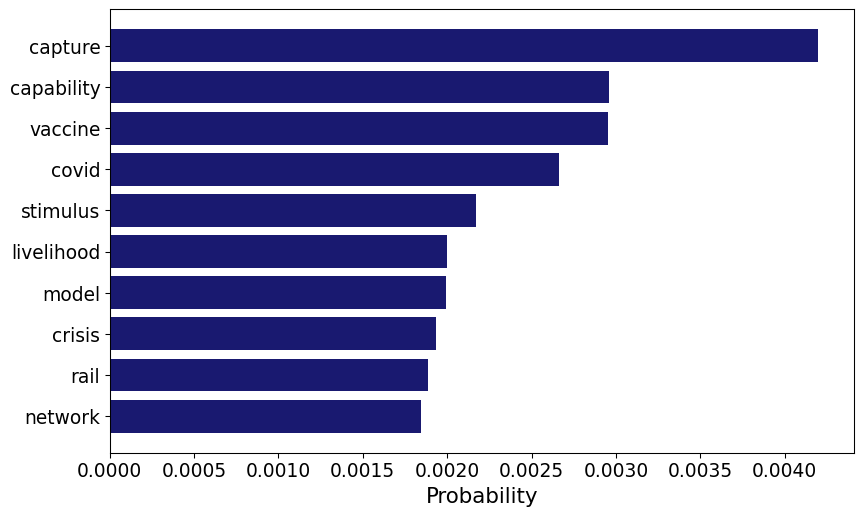 capture
capability
vaccine
covid
stimulus
livelihood
model
crisis
rail
network
0.0000 0.0005 0.0010 0.0015 0.0020 0.0025 0.0030 0.0035 0.0040
Probability